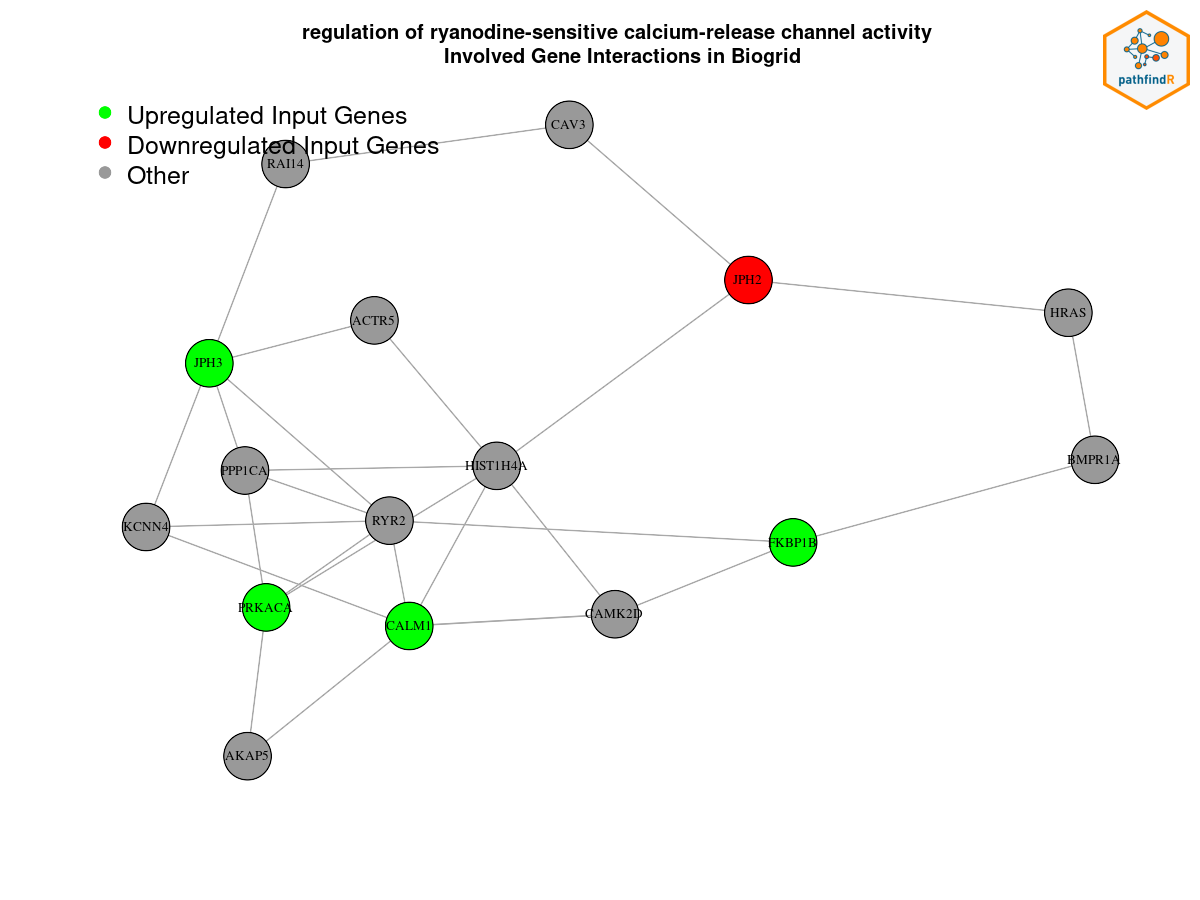 regulation of ryanodine-sensitive calcium-release channel activity
Involved Gene Interactions in Biogrid
pathfindR
Upregulated Input Genes
Downregulated Input Genes
Other
CAV3
RAI14
JPH2
HRAS
ACTR5
JPH3
BMPR1A
HIST1H4A
PPP1CA
RYR2
KCNN4
FKBP1B
PRKACA
CAMK2D
CALM1
AKAP5